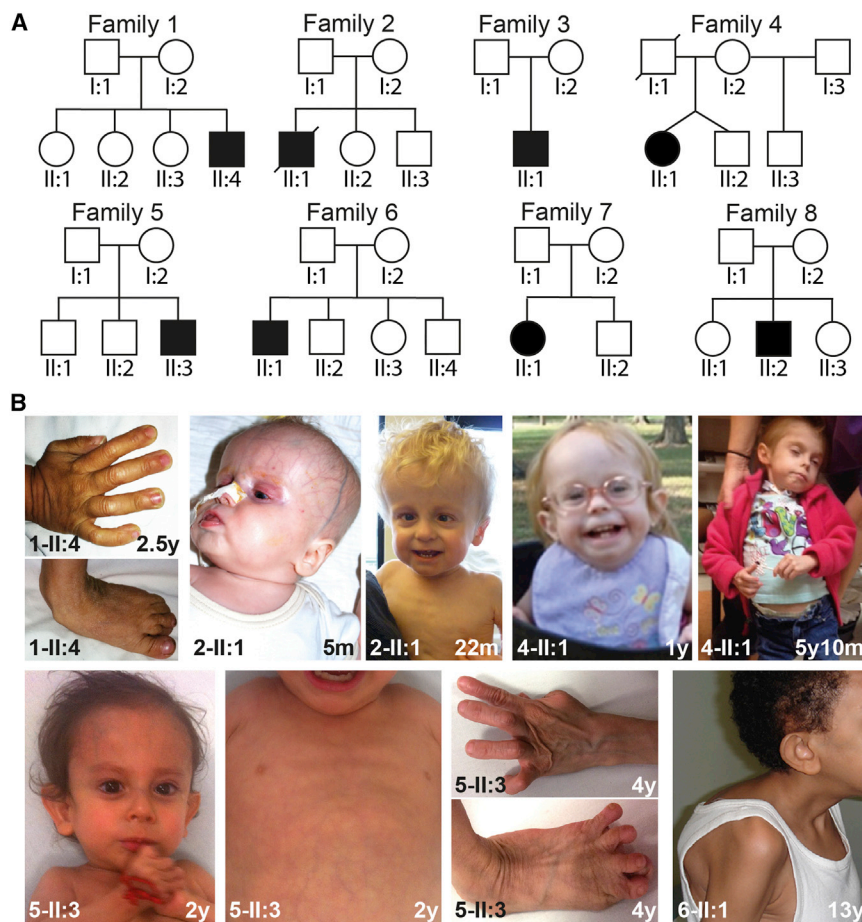 A
Family 1 Family 2 Family 3 Family 4
I:1 I:2 I:1 I:2 I:1 I:2 I:1 I:2 I:3
II:1 II:2 II:3 II:4 II:1 II:2 II:3 II:1 II:1 II:2 II:3
Family 5 Family 6 Family 7 Family 8
I:1 I:2 I:1 I:2 I:1 I:2 I:1 I:2
II:1 II:2 II:3 II:1 II:2 II:3 II:4 II:1 II:2 II:1 II:2 II:3
B
1-II:4 2.5y
1-II:4 2-II:1 5m 2-II:1 22m 4-II:1 1y 4-II:1 5y10m
5-II:3 4y
5-II:3 2y 5-II:3 2y 5-II:3 4y 6-II:1 13y